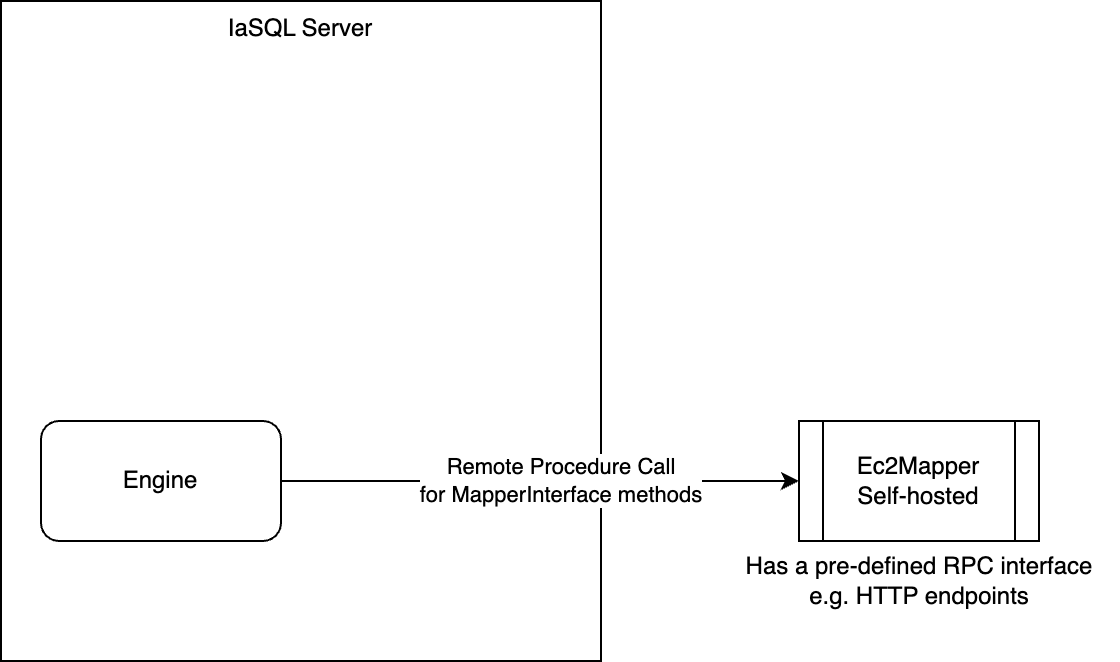 IaSQL Server
Engine
Remote Procedure Call
for MapperInterface methods
Ec2Mapper
Self-hosted
Has a pre-defined RPC interface
e.g. HTTP endpoints